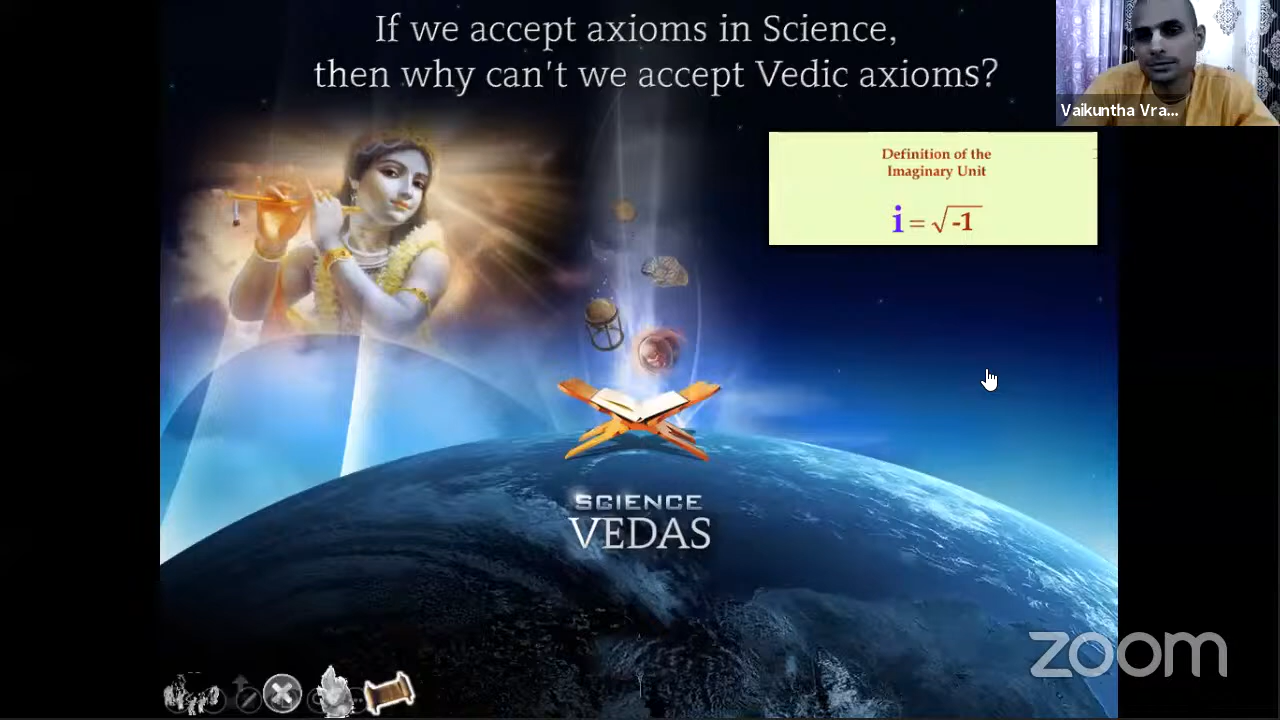 If we accept axioms in Science,
then why can't we accept Vedic axioms?
Vaikuntha Vra...
Definition of the
Imaginary Unit
i = √-1
SCIENCE
VEDAS
zoom